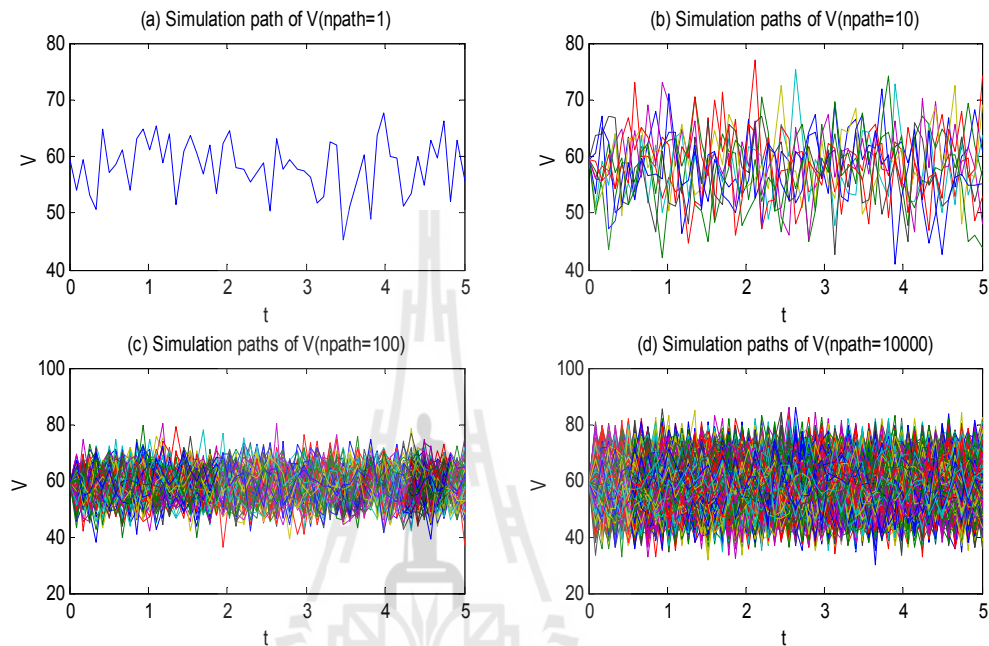 (a) Simulation path of V(npath=1)
80
70
60
50
40
V
0 1 2 3 4 5
t
(b) Simulation paths of V(npath=10)
80
70
60
50
40
V
0 1 2 3 4 5
t
(c) Simulation paths of V(npath=100)
100
80
60
40
20
V
0 1 2 3 4 5
t
(d) Simulation paths of V(npath=10000)
100
80
60
40
20
V
0 1 2 3 4 5
t